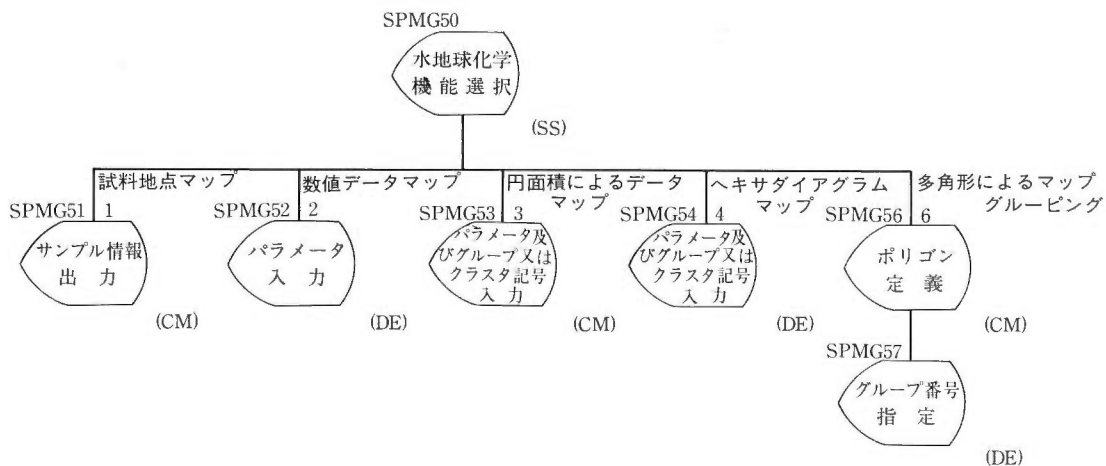 SPMG50
水地球化学
機能選択
(SS)
試料地点マップ
数値データマップ
円面積によるデータ
マップ
ヘキサダイアグラム
マップ
多角形によるマップ
グルーピング
SPMG51 1
サンプル情報
出力
(CM)
SPMG52 2
パラメータ
入力
(DE)
SPMG53 3
パラメータ及
びグループ又は
クラスタ記号
入力
(CM)
SPMG54 4
パラメータ及
びグループ又は
クラスタ記号
入力
(DE)
SPMG56 6
ポリゴン
定義
(CM)
SPMG57
グループ番号
指定
(DE)